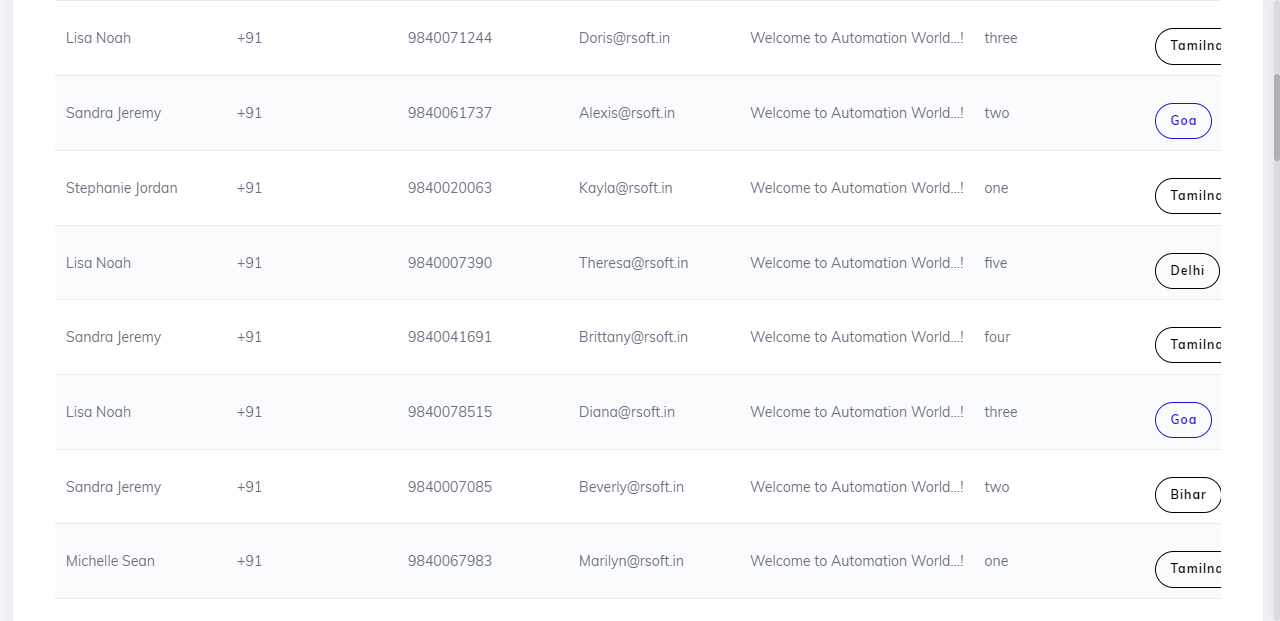 Lisa Noah +91 9840071244 Doris@rsoft.in Welcome to Automation World...! three Tamilna
Sandra Jeremy +91 9840061737 Alexis@rsoft.in Welcome to Automation World...! two Goa
Stephanie Jordan +91 9840020063 Kayla@rsoft.in Welcome to Automation World...! one Tamilna
Lisa Noah +91 9840007390 Theresa@rsoft.in Welcome to Automation World...! five Delhi
Sandra Jeremy +91 9840041691 Brittany@rsoft.in Welcome to Automation World...! four Tamilna
Lisa Noah +91 9840078515 Diana@rsoft.in Welcome to Automation World...! three Goa
Sandra Jeremy +91 9840007085 Beverly@rsoft.in Welcome to Automation World...! two Bihar
Michelle Sean +91 9840067983 Marilyn@rsoft.in Welcome to Automation World...! one Tamilna